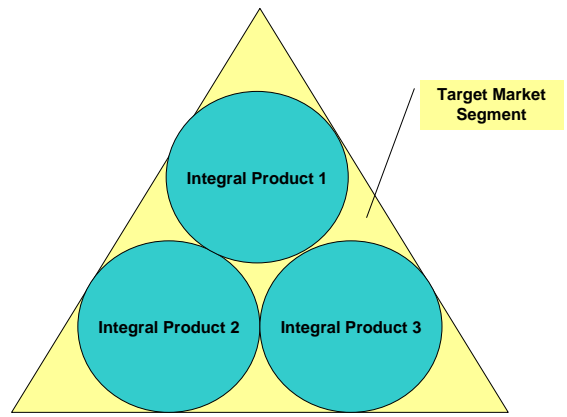 Target Market
Segment
Integral Product 1
Integral Product 2
Integral Product 3